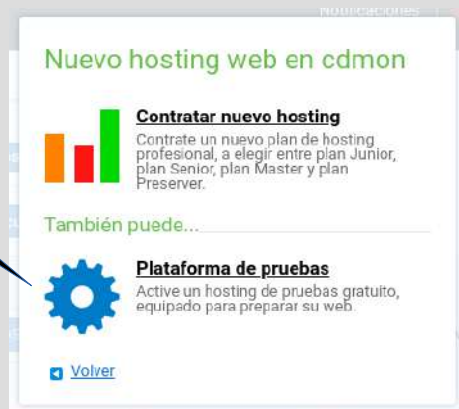 Notificaciones
Nuevo hosting web en cdmon
Contratar nuevo hosting
Contrate un nuevo plan de hosting
profesional, a elegir entre plan Junior,
plan Senior, plan Master y plan
Preserver.
También puede...
Plataforma de pruebas
Active un hosting de pruebas gratuito,
equipado para preparar su web.
Volver